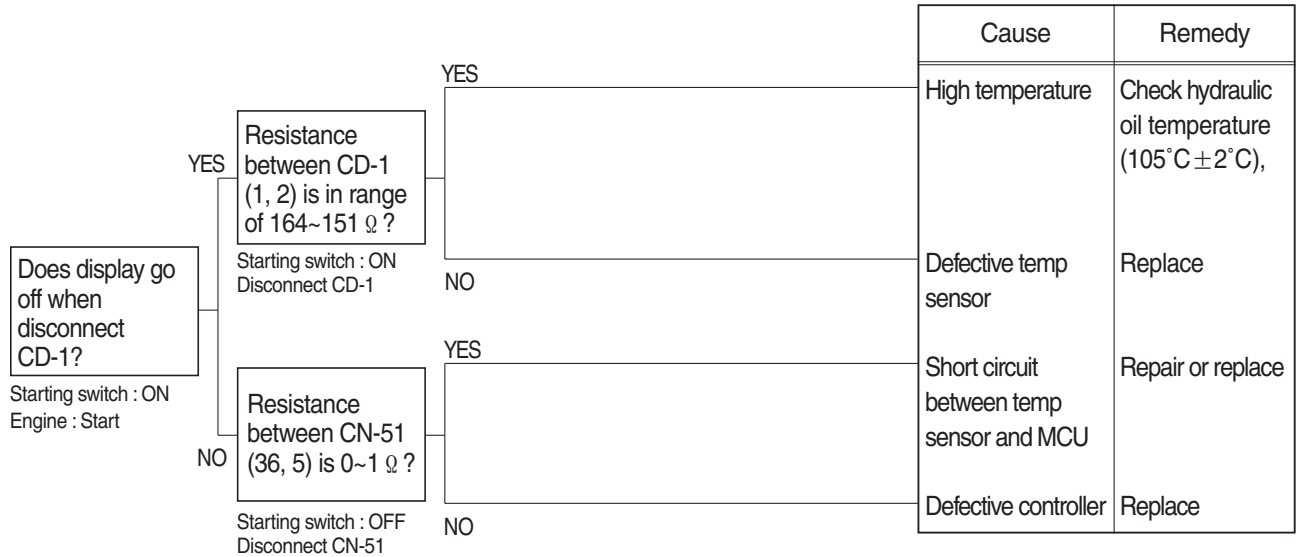 Cause
Remedy
YES
High temperature
Check hydraulic
oil temperature
(105˚C±2˚C),
YES
Resistance
between CD-1
(1, 2) is in range
of 164~151 Ω ?
Starting switch : ON
Disconnect CD-1
NO
Defective temp
sensor
Replace
Does display go
off when
disconnect
CD-1?
Starting switch : ON
Engine : Start
YES
Short circuit
between temp
sensor and MCU
Repair or replace
NO
Resistance
between CN-51
(36, 5) is 0~1 Ω ?
Starting switch : OFF
Disconnect CN-51
NO
Defective controller
Replace